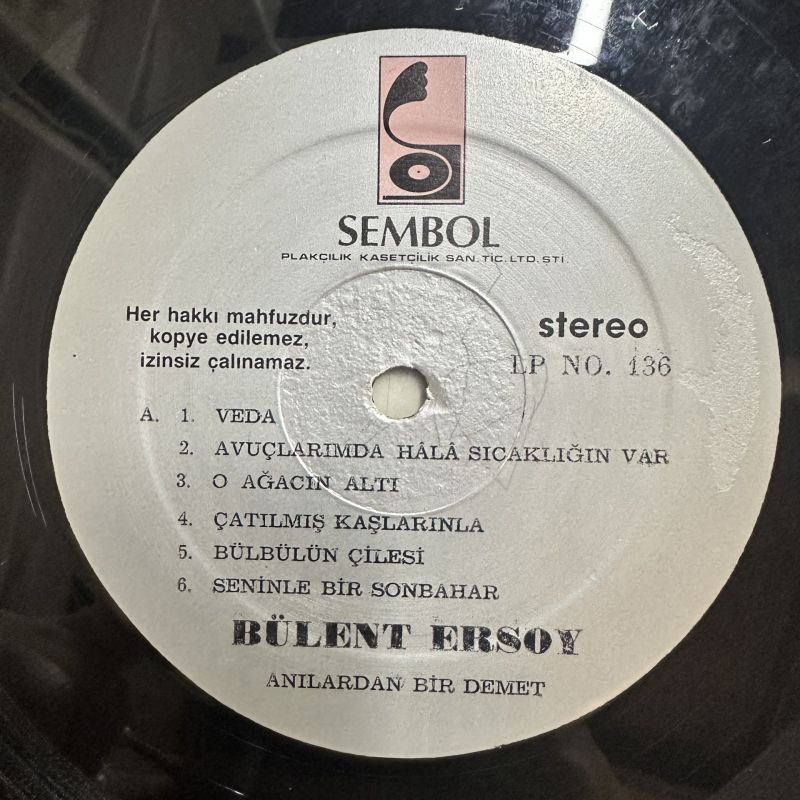 SEMBOL
PLAKÇILIK KASETÇİLİK SAN. TİC. LTD. ŞTİ.
Her hakkı mahfuzdur,
kopye edilemez,
izinsiz çalınamaz.
stereo
LP NO. 136
A. 1. VEDA
2. AVUÇLARIMDA HÂLÂ SICAKLIĞIN VAR
3. O AĞACIN ALTI
4. ÇATILMIŞ KAŞLARINLA
5. BÜLBÜLÜN ÇİLESİ
6. SENİNLE BİR SONBAHAR
BÜLENT ERSOY
ANILARDAN BİR DEMET